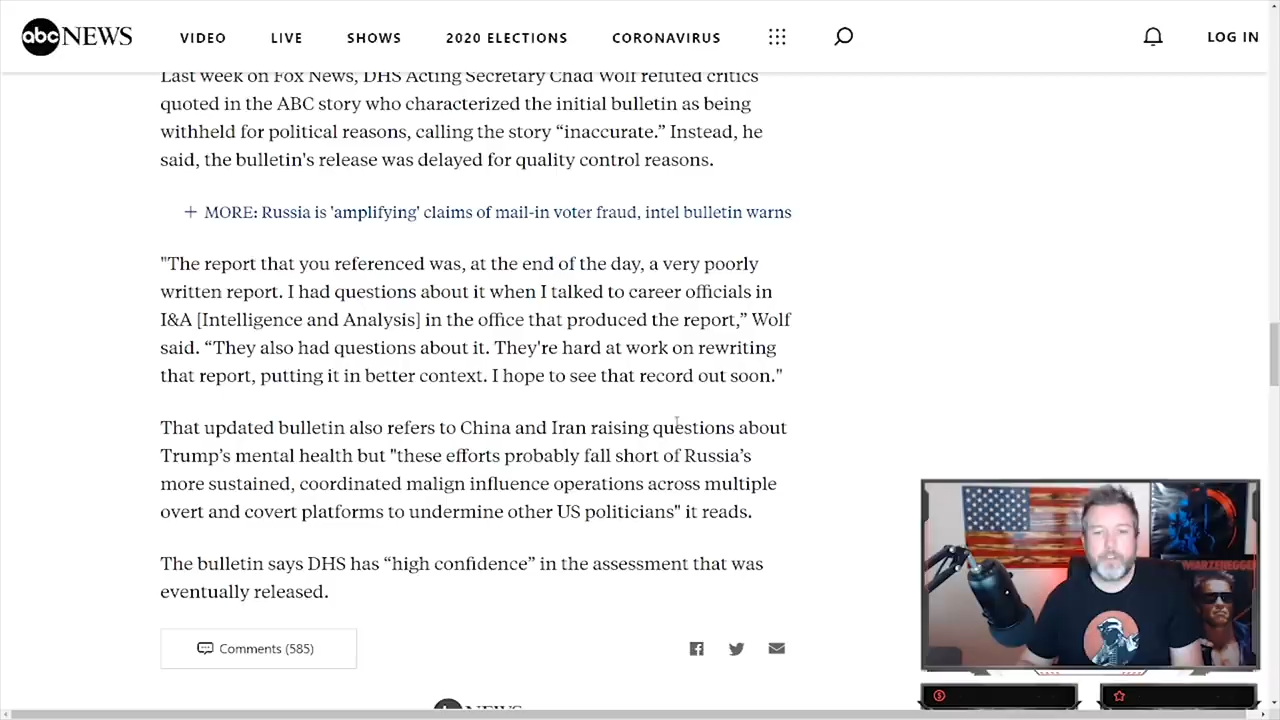 abc NEWS
VIDEO
LIVE
SHOWS
2020 ELECTIONS
CORONAVIRUS
LOG IN
Last week on Fox News, DHS Acting Secretary Chad Wolf refuted critics
quoted in the ABC story who characterized the initial bulletin as being
withheld for political reasons, calling the story “inaccurate.” Instead, he
said, the bulletin's release was delayed for quality control reasons.
+ MORE: Russia is 'amplifying' claims of mail-in voter fraud, intel bulletin warns
"The report that you referenced was, at the end of the day, a very poorly
written report. I had questions about it when I talked to career officials in
I&A [Intelligence and Analysis] in the office that produced the report,” Wolf
said. “They also had questions about it. They're hard at work on rewriting
that report, putting it in better context. I hope to see that record out soon."
That updated bulletin also refers to China and Iran raising questions about
Trump’s mental health but "these efforts probably fall short of Russia’s
more sustained, coordinated malign influence operations across multiple
overt and covert platforms to undermine other US politicians" it reads.
The bulletin says DHS has “high confidence” in the assessment that was
eventually released.
Comments (585)